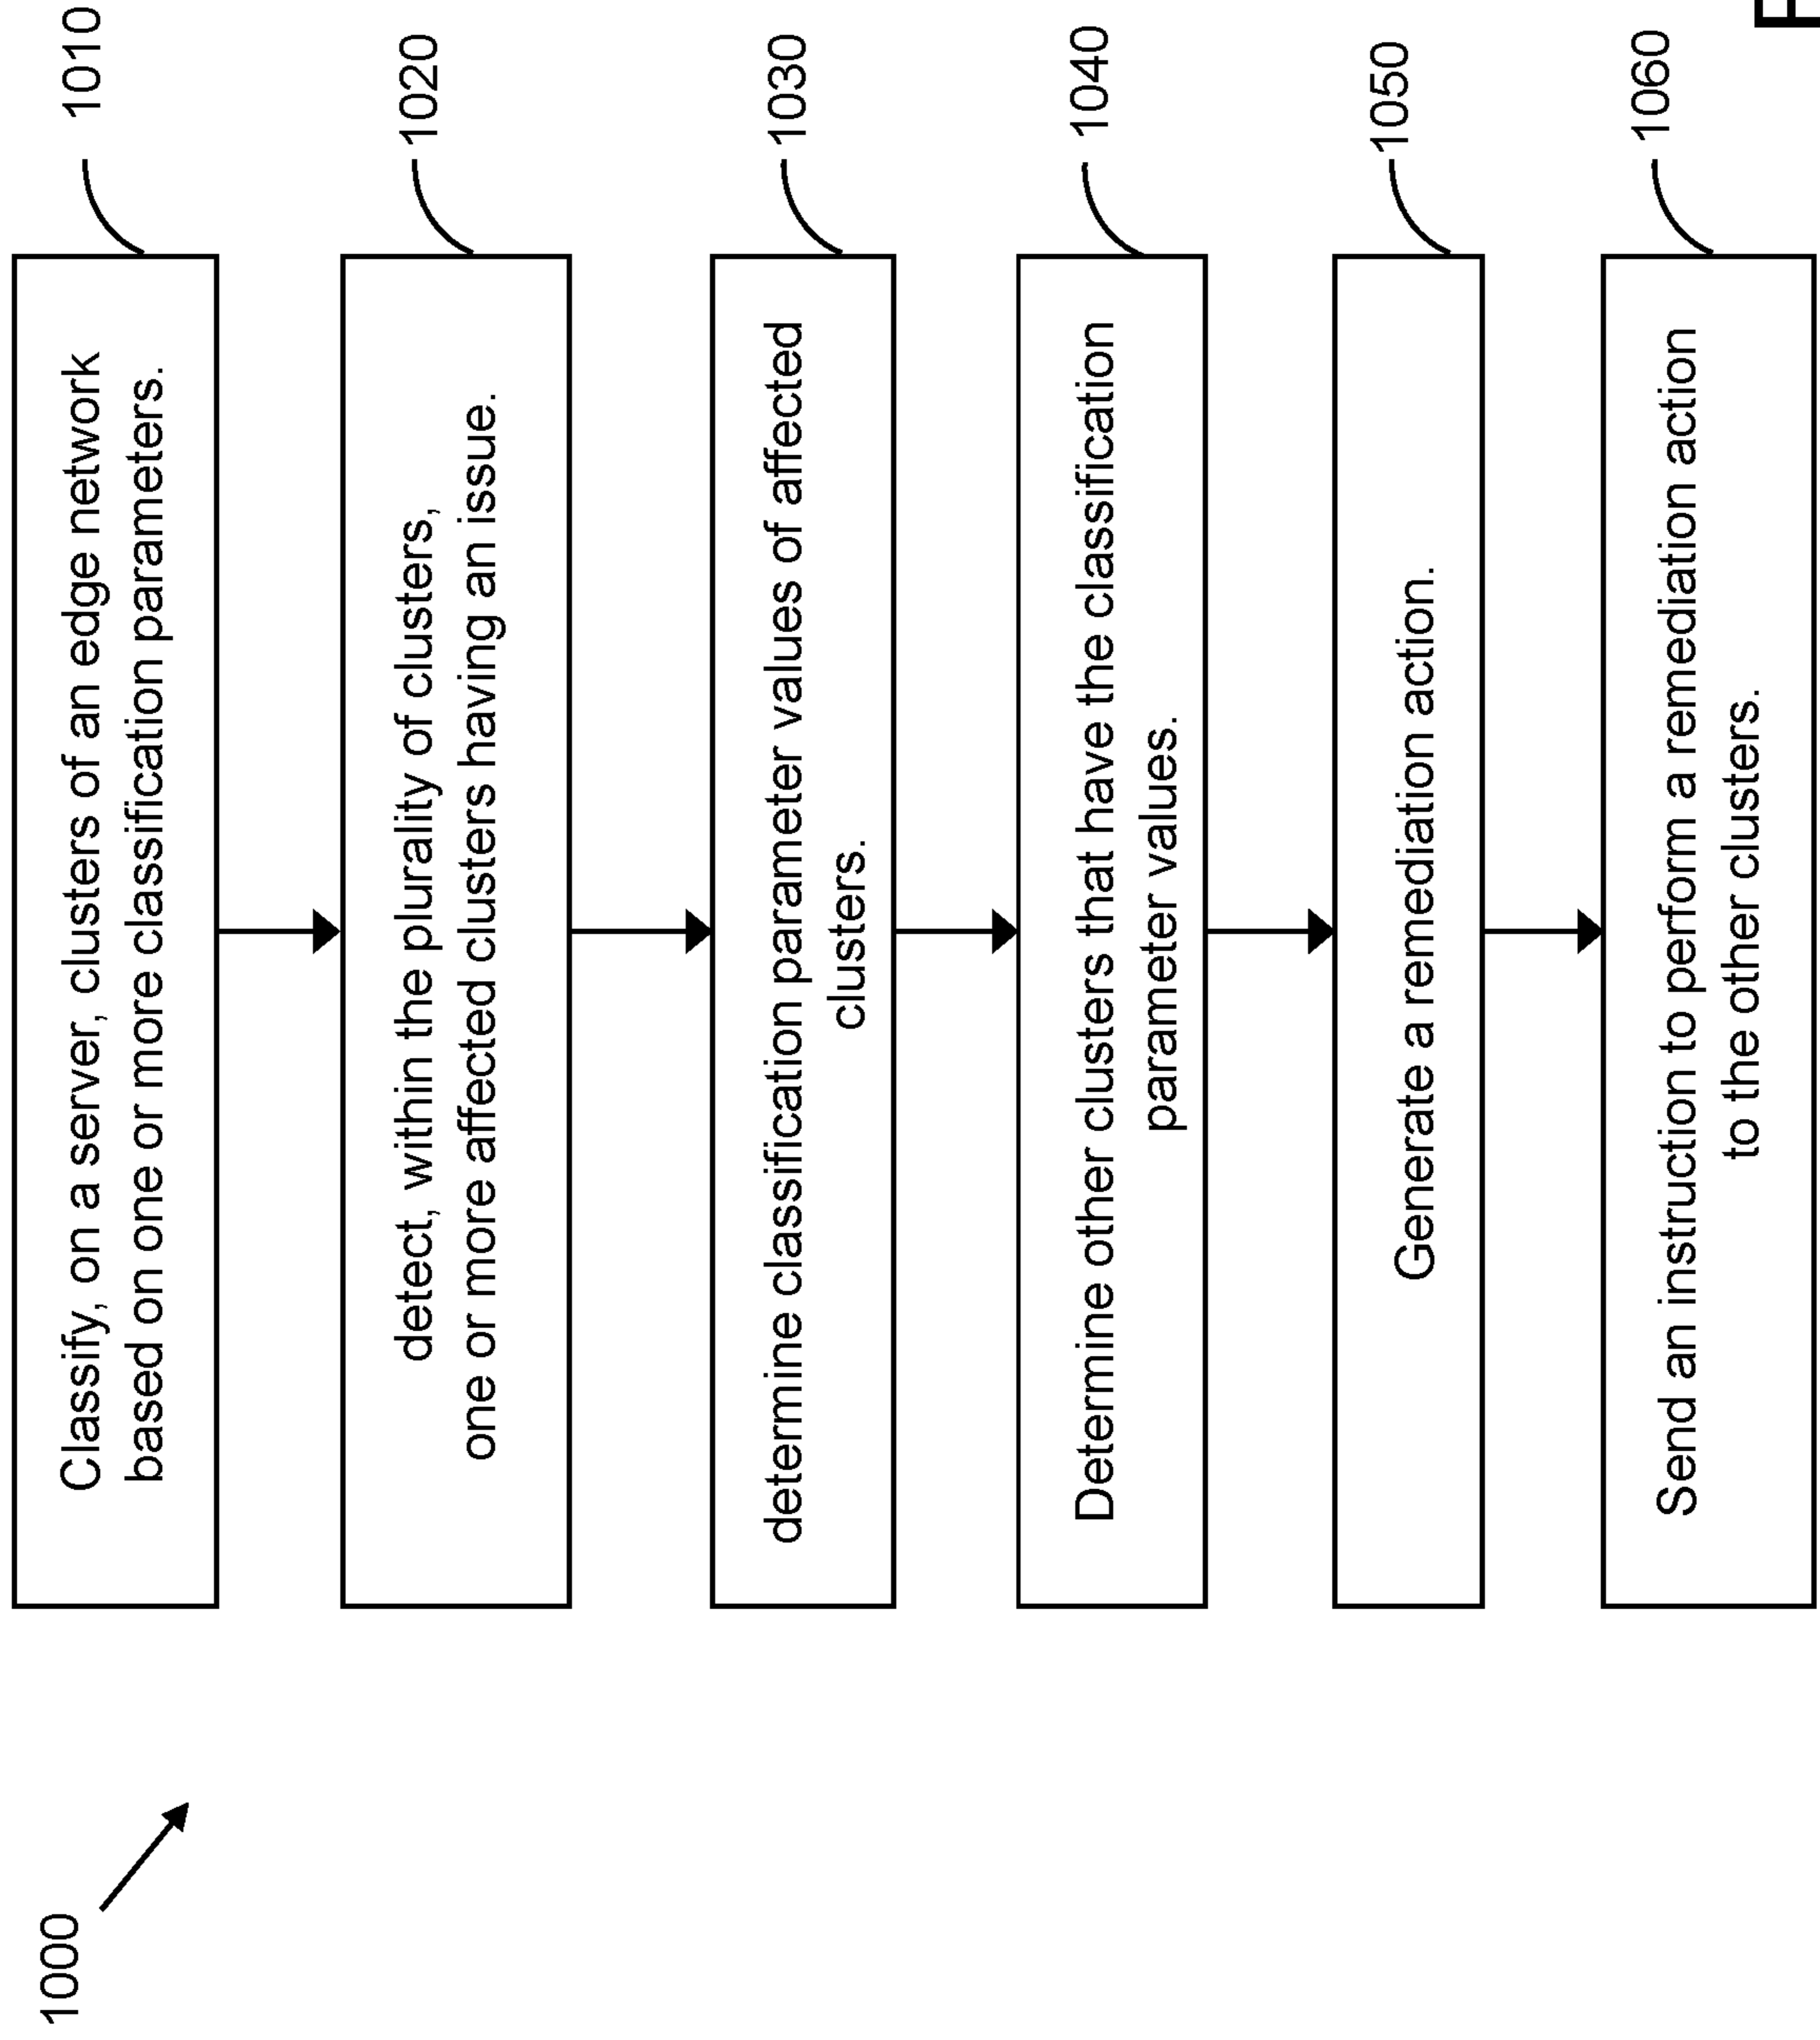 1000
Classify, on a server, clusters of an edge network
based on one or more classification parameters.
1010
detect, within the plurality of clusters,
one or more affected clusters having an issue.
1020
determine classification parameter values of affected
clusters.
1030
Determine other clusters that have the classification
parameter values.
1040
Generate a remediation action.
1050
Send an instruction to perform a remediation action
to the other clusters.
1060